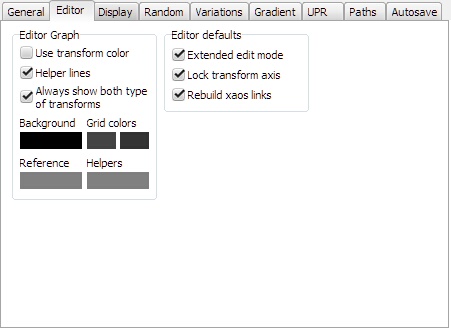 General Editor Display Random Variations Gradient UPR Paths Autosave
Editor Graph
Use transform color
Helper lines
Always show both type
of transforms
Background Grid colors
Reference Helpers
Editor defaults
Extended edit mode
Lock transform axis
Rebuild xaos links